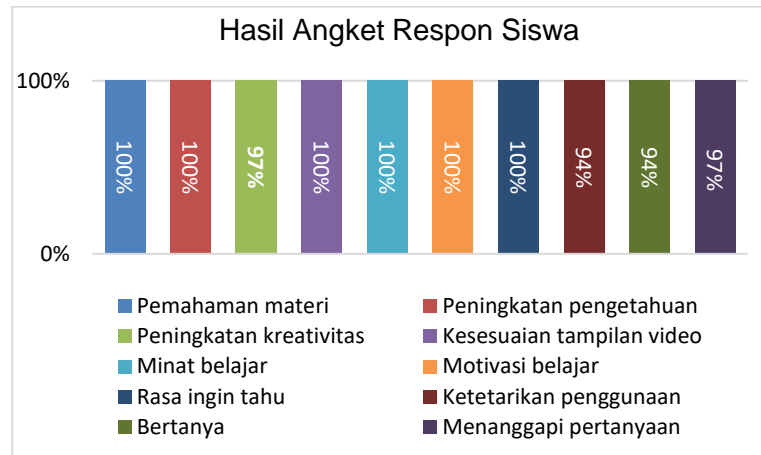 Hasil Angket Respon Siswa
100%
100% 100% 97% 100% 100% 100% 100% 94% 94% 97%
0%
Pemahaman materi Peningkatan pengetahuan
Peningkatan kreativitas Kesesuaian tampilan video
Minat belajar Motivasi belajar
Rasa ingin tahu Ketetarikan penggunaan
Bertanya Menanggapi pertanyaan